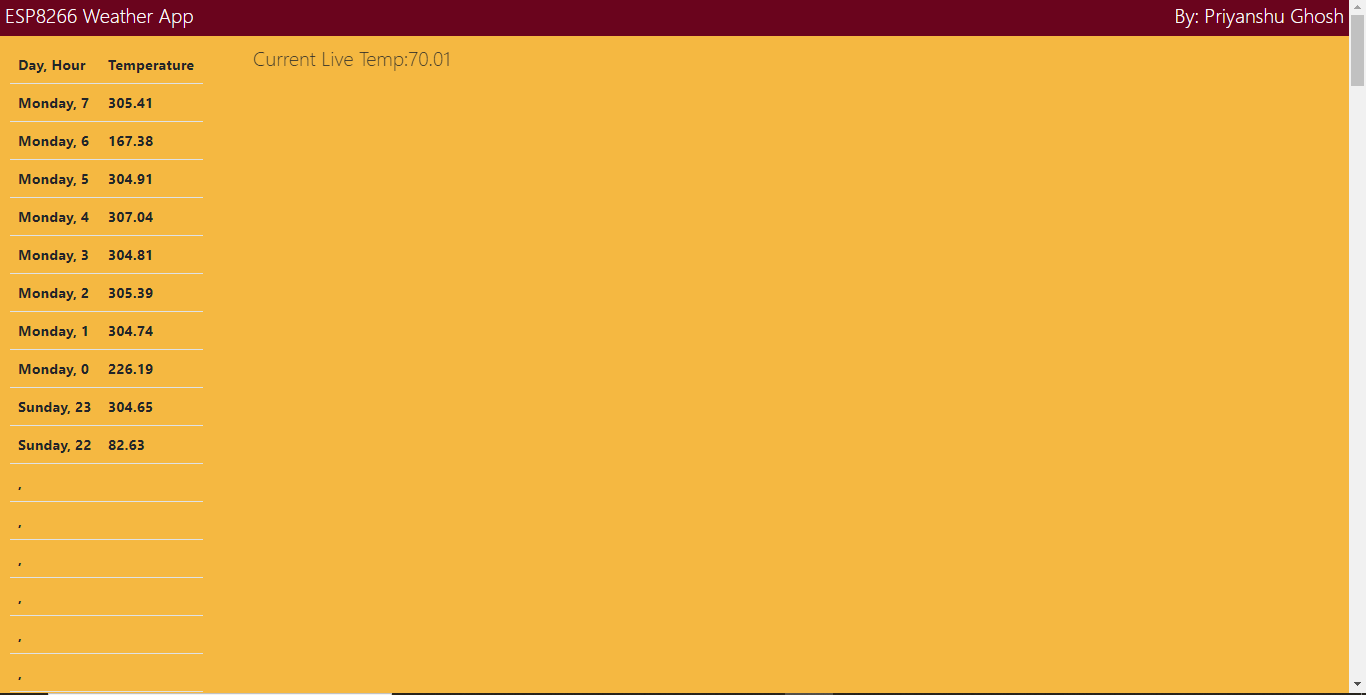 ESP8266 Weather App By: Priyanshu Ghosh
Current Live Temp:70.01
Day, Hour Temperature
Monday, 7 305.41
Monday, 6 167.38
Monday, 5 304.91
Monday, 4 307.04
Monday, 3 304.81
Monday, 2 305.39
Monday, 1 304.74
Monday, 0 226.19
Sunday, 23 304.65
Sunday, 22 82.63
,
,
,
,
,
,